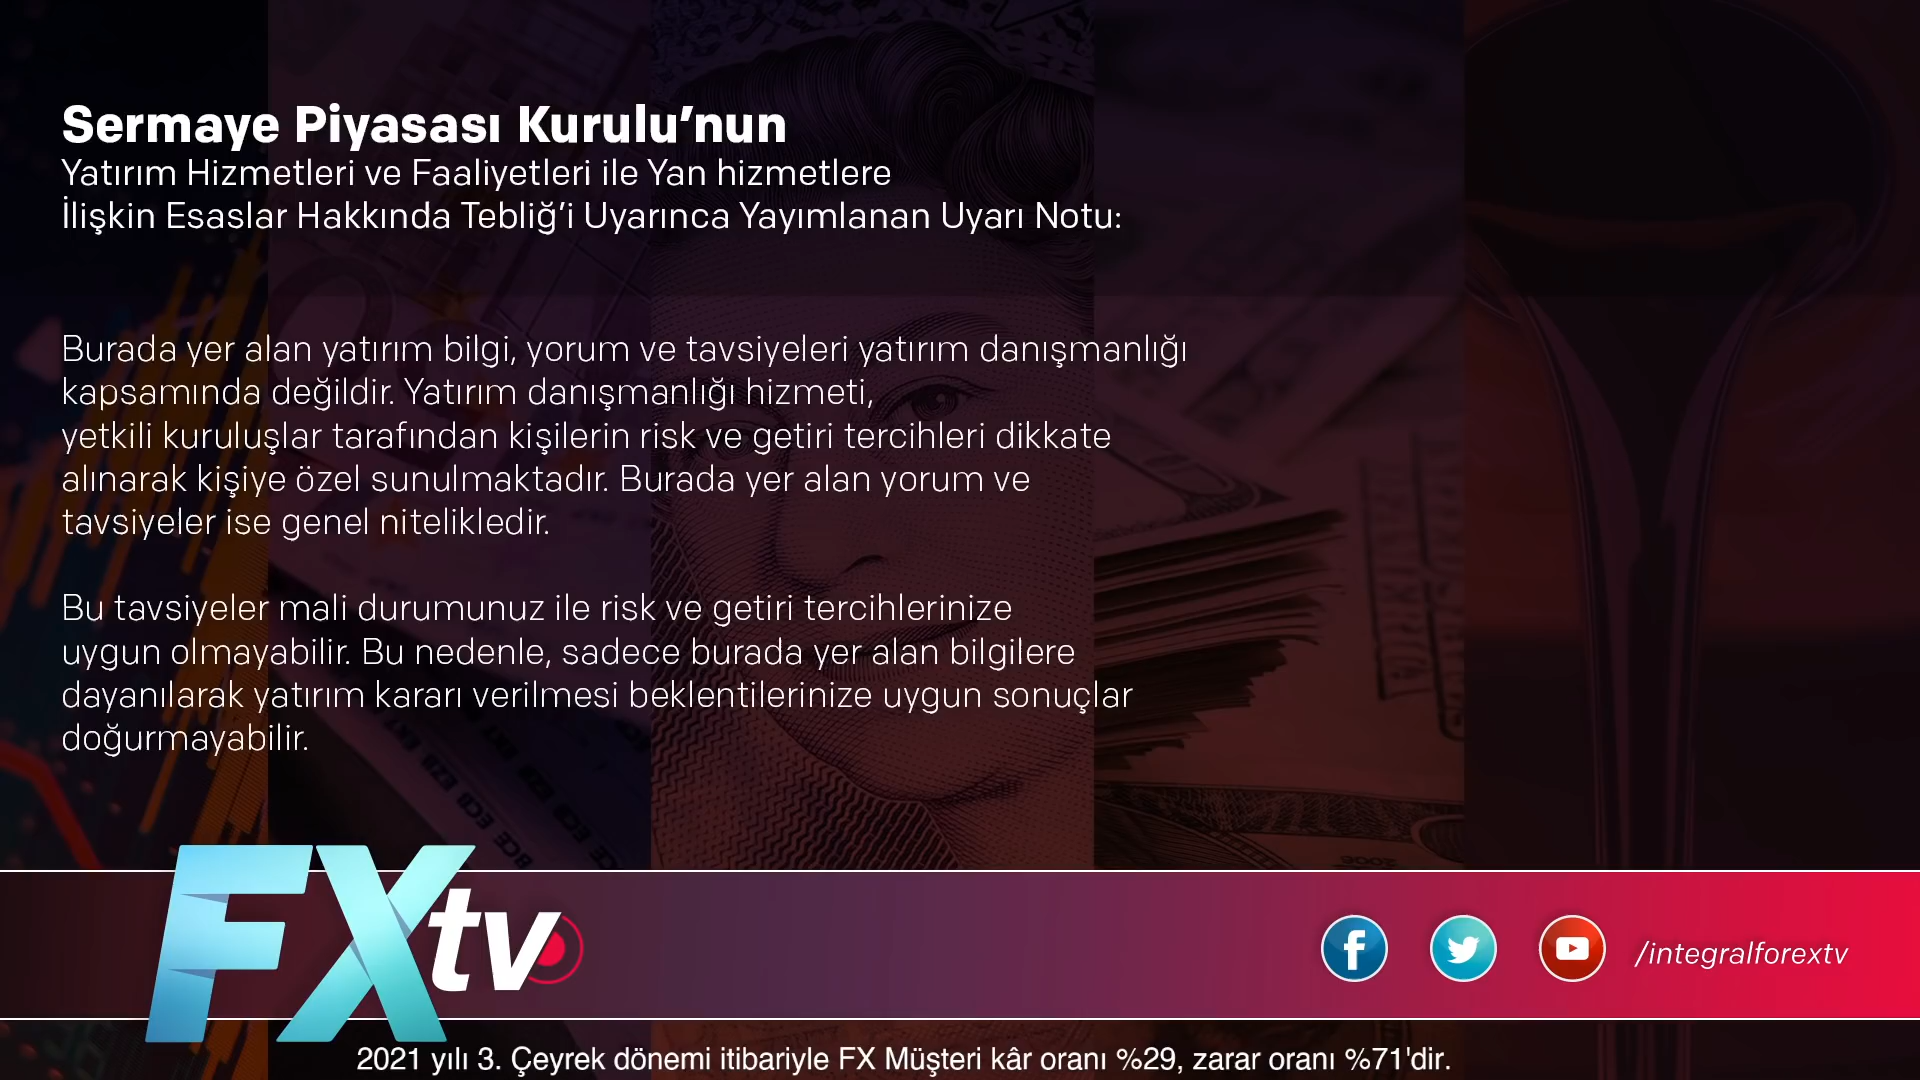 Sermaye Piyasası Kurulu’nun
Yatırım Hizmetleri ve Faaliyetleri ile Yan hizmetlere
İlişkin Esaslar Hakkında Tebliğ’i Uyarınca Yayımlanan Uyarı Notu:
Burada yer alan yatırım bilgi, yorum ve tavsiyeleri yatırım danışmanlığı
kapsamında değildir. Yatırım danışmanlığı hizmeti,
yetkili kuruluşlar tarafından kişilerin risk ve getiri tercihleri dikkate
alınarak kişiye özel sunulmaktadır. Burada yer alan yorum ve
tavsiyeler ise genel nitelikledir.
Bu tavsiyeler mali durumunuz ile risk ve getiri tercihlerinize
uygun olmayabilir. Bu nedenle, sadece burada yer alan bilgilere
dayanılarak yatırım kararı verilmesi beklentilerinize uygun sonuçlar
doğurmayabilir.
BCE ECB EZB EKT
FXtv
/integralforextv
2021 yılı 3. Çeyrek dönemi itibariyle FX Müşteri kâr oranı %29, zarar oranı %71'dir.